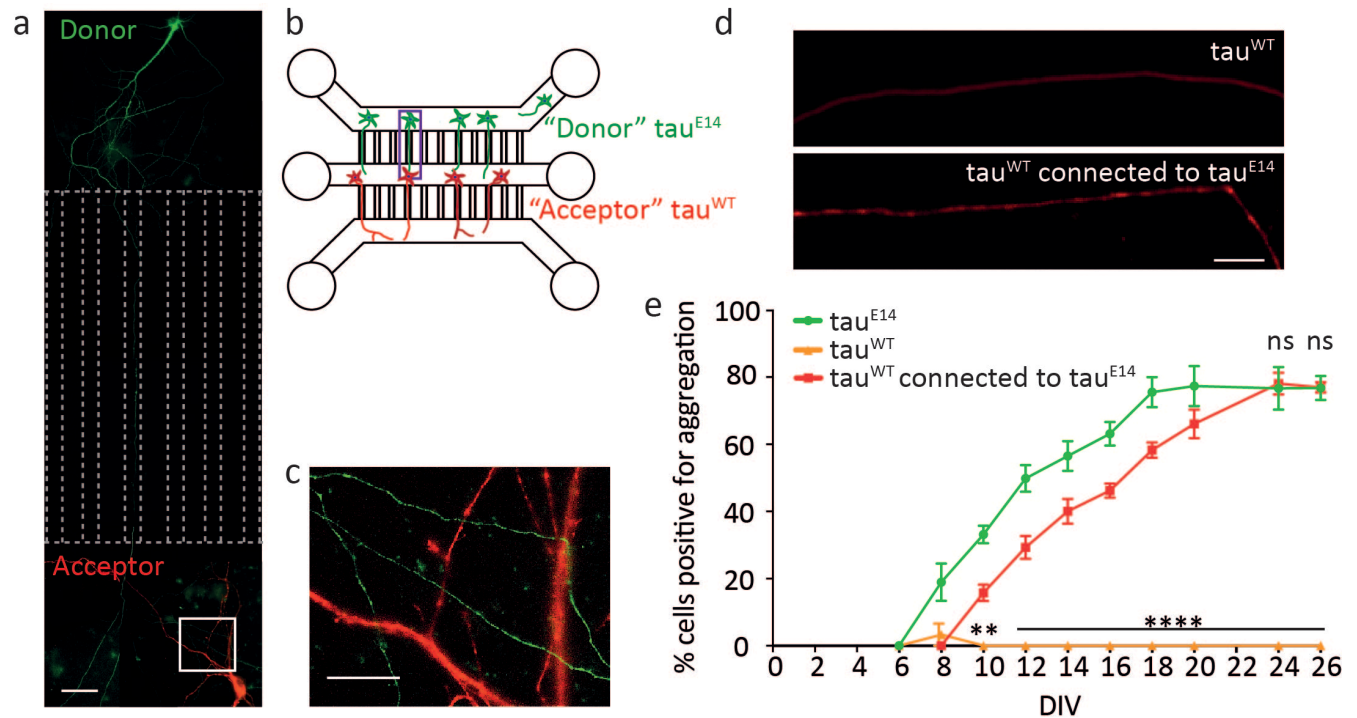 a
Donor
Acceptor
b
“Donor” tauE14
“Acceptor” tauWT
c
d
tauWT
tauWT connected to tauE14
e
% cells positive for aggregation
100
80
60
40
20
0
tauE14
tauWT
tauWT connected to tauE14
ns ns
**
****
0 2 4 6 8 10 12 14 16 18 20 22 24 26
DIV